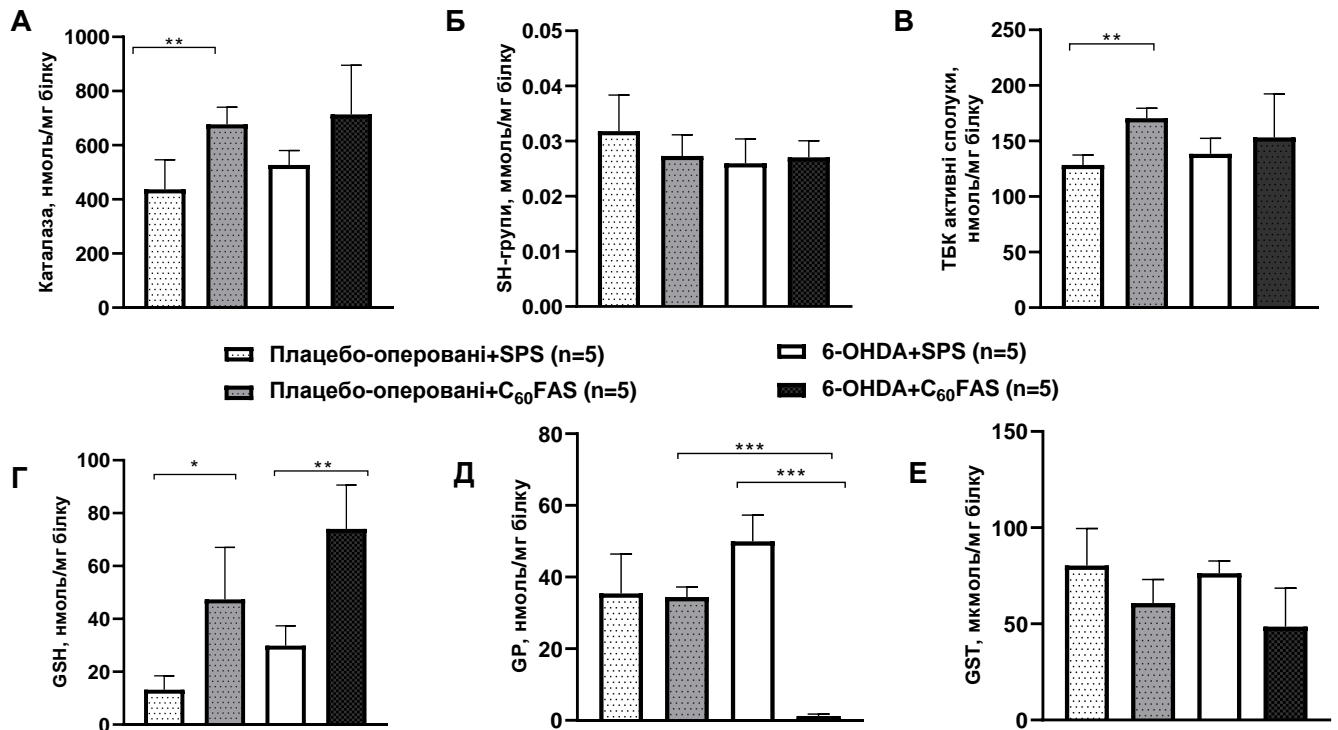 А
Каталаза, нмоль/мг білку
1000
800
600
400
200
0
**
Б
SH-групи, ммоль/мг білку
0.05
0.04
0.03
0.02
0.01
0.00
В
ТБК активні сполуки,
нмоль/мг білку
250
200
150
100
50
0
**
Плацебо-оперовані+SPS (n=5)
6-OHDA+SPS (n=5)
Плацебо-оперовані+C₆₀FAS (n=5)
6-OHDA+C₆₀FAS (n=5)
Г
GSH, нмоль/мг білку
100
80
60
40
20
0
*
**
Д
GP, нмоль/мг білку
80
60
40
20
0
***
***
Е
GST, мкмоль/мг білку
150
100
50
0